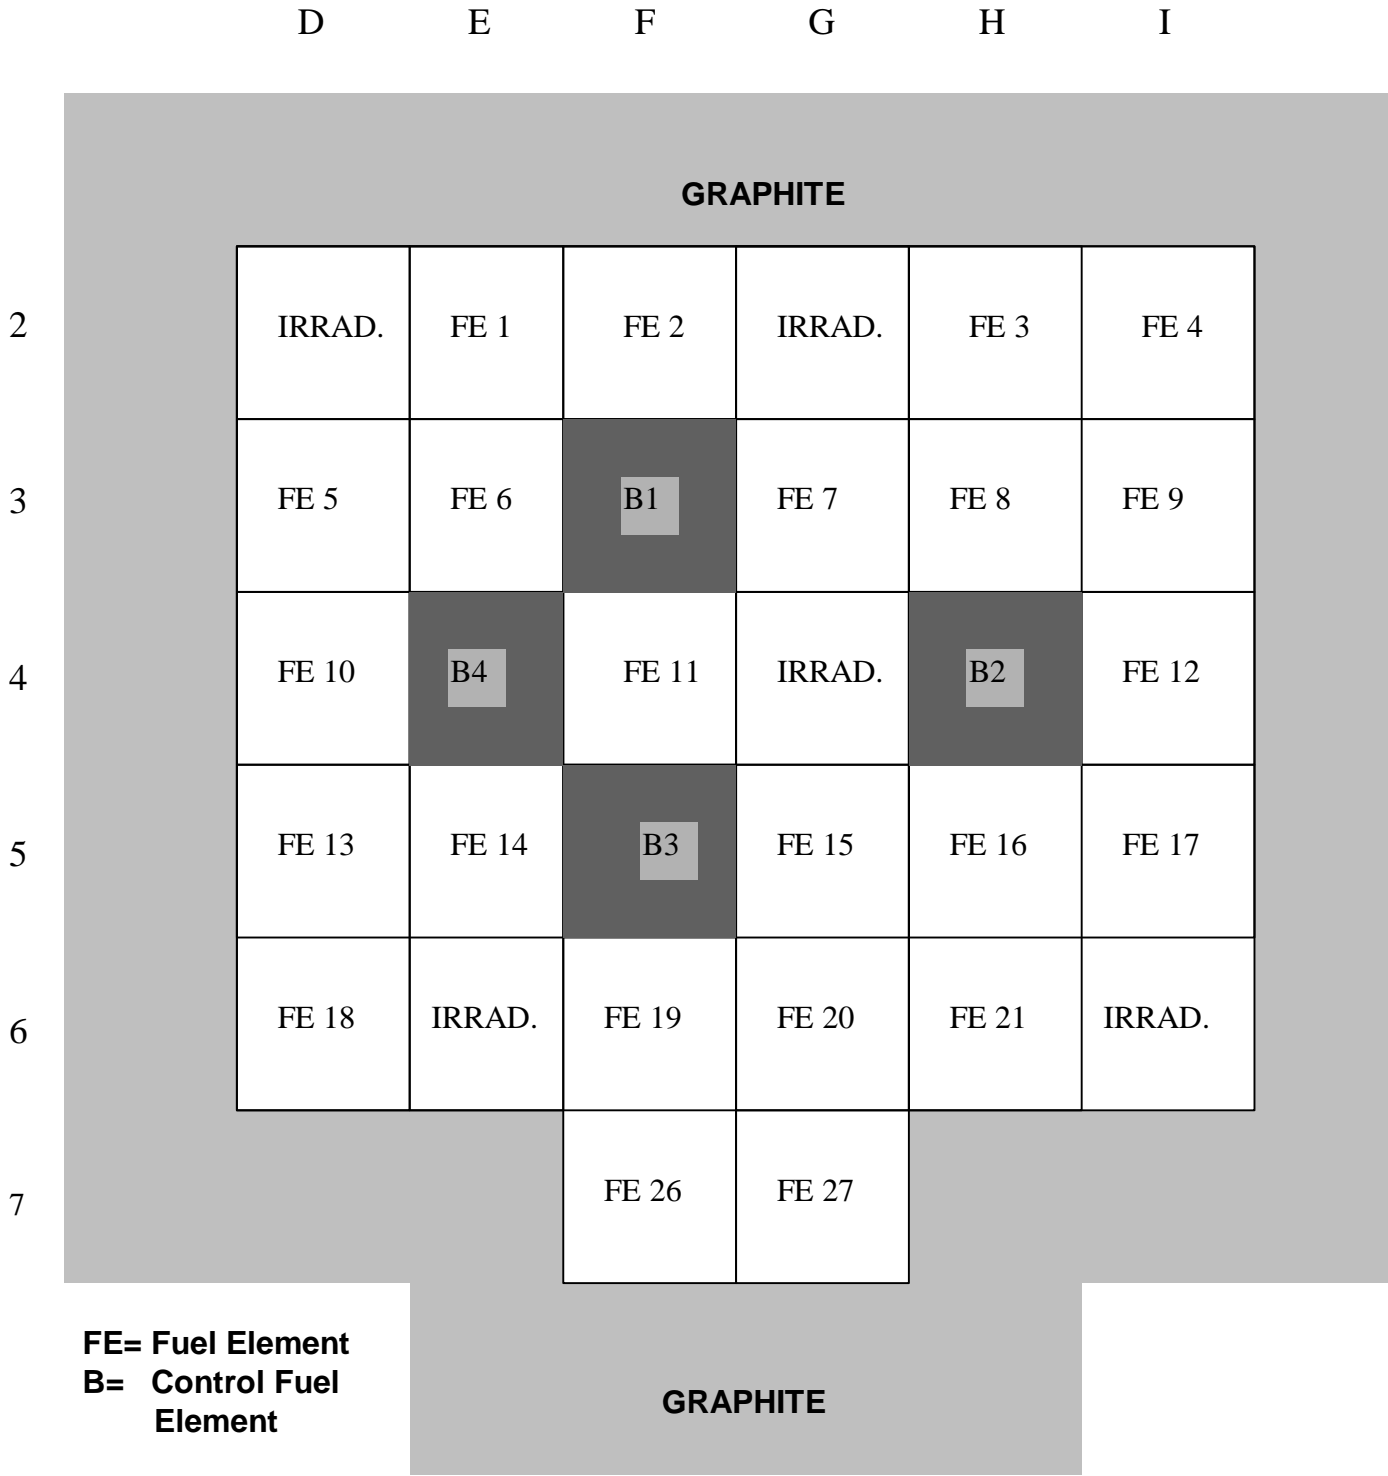 D E F G H I
GRAPHITE
2 IRRAD. FE 1 FE 2 IRRAD. FE 3 FE 4
3 FE 5 FE 6 B1 FE 7 FE 8 FE 9
4 FE 10 B4 FE 11 IRRAD. B2 FE 12
5 FE 13 FE 14 B3 FE 15 FE 16 FE 17
6 FE 18 IRRAD. FE 19 FE 20 FE 21 IRRAD.
7 FE 26 FE 27
FE= Fuel Element
B= Control Fuel
Element
GRAPHITE